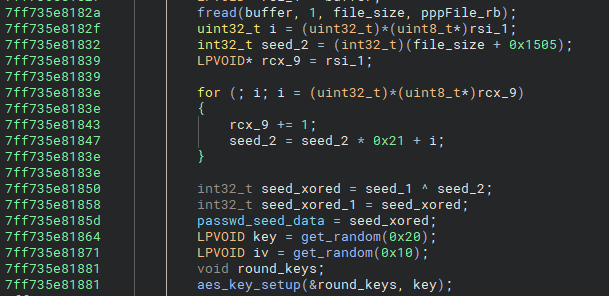 7ff735e8182a fread(buffer, 1, file_size, pppFile_rb);
7ff735e8182f uint32_t i = (uint32_t)*(uint8_t*)rsi_1;
7ff735e81832 int32_t seed_2 = (int32_t)(file_size + 0x1505);
7ff735e81839 LPVOID* rcx_9 = rsi_1;
7ff735e81839
7ff735e8183e for (; i; i = (uint32_t)*(uint8_t*)rcx_9)
7ff735e8183e {
7ff735e81843 rcx_9 += 1;
7ff735e81847 seed_2 = seed_2 * 0x21 + i;
7ff735e8183e }
7ff735e8183e
7ff735e81850 int32_t seed_xored = seed_1 ^ seed_2;
7ff735e81858 int32_t seed_xored_1 = seed_xored;
7ff735e8185d passwd_seed_data = seed_xored;
7ff735e81864 LPVOID key = get_random(0x20);
7ff735e81871 LPVOID iv = get_random(0x10);
7ff735e81881 void round_keys;
7ff735e81881 aes_key_setup(&round_keys, key);